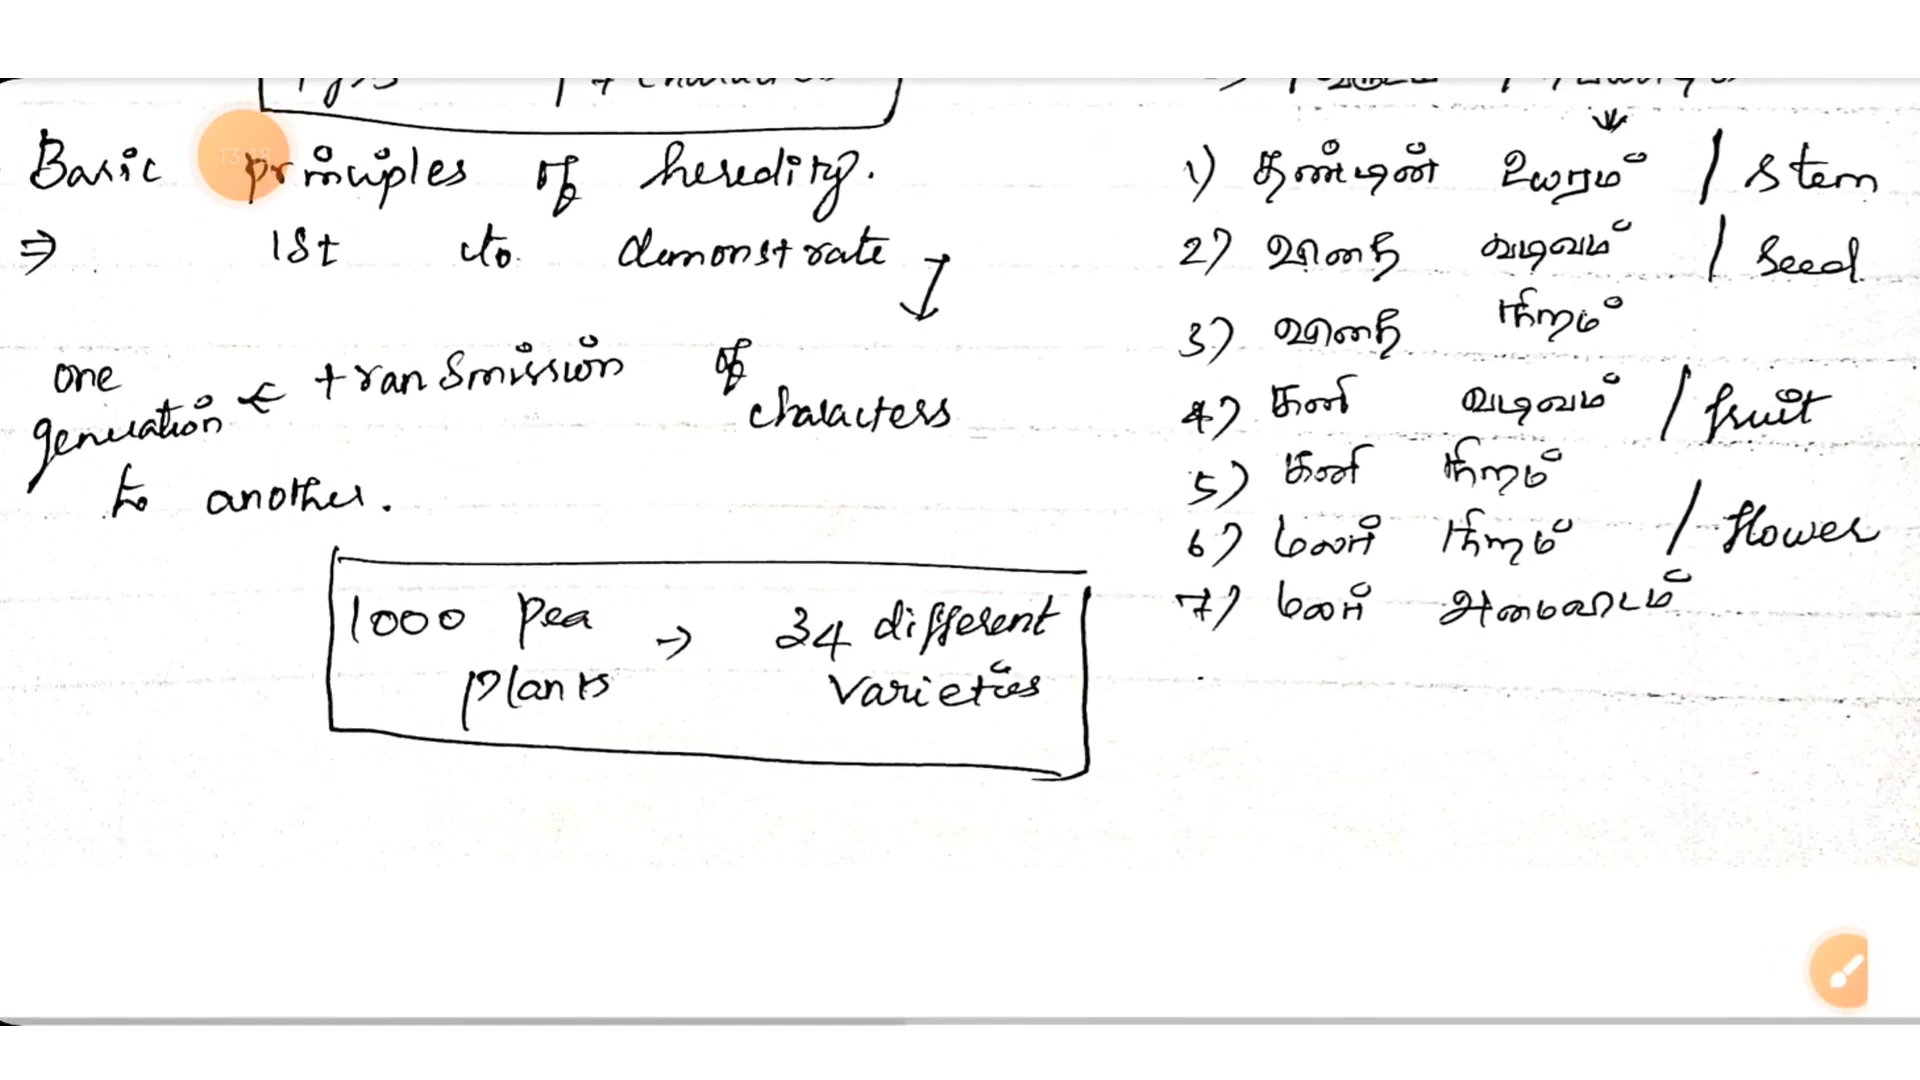 Basic principles of heredity.
⇒ 1st to demonstrate
one generation ← transmission of characters
to another.
1000 pea plants → 34 different varieties
1) தண்டின் உயரம் / stem
2) விதை வடிவம் / seed
3) விதை நிறம்
4) கனி வடிவம் / fruit
5) கனி நிறம்
6) மலர் நிறம் / flower
7) மலர் அமைவிடம்